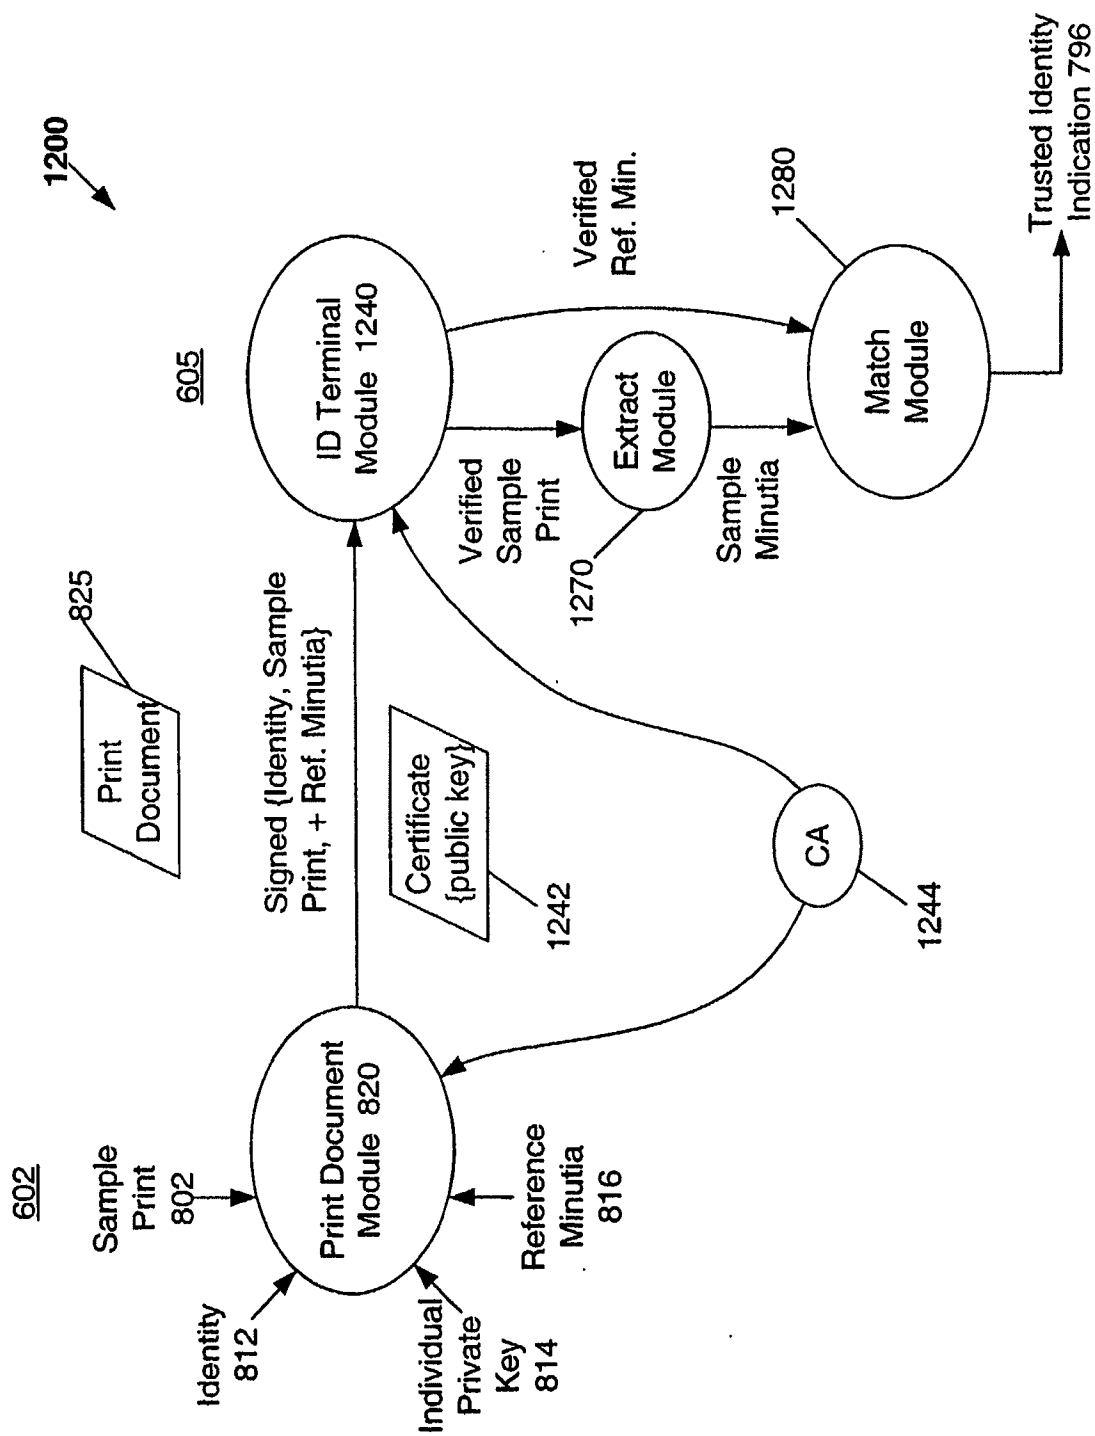 1200
602
605
Sample
Print
802
Identity
812
Individual
Private
Key
814
Reference
Minutia
816
Print Document
Module 820
Print
Document
825
Signed {Identity, Sample
Print, + Ref. Minutia}
Certificate
{public key}
1242
CA
1244
ID Terminal
Module 1240
Verified
Sample
Print
Verified
Ref. Min.
Extract
Module
1270
Sample
Minutia
Match
Module
1280
Trusted Identity
Indication 796